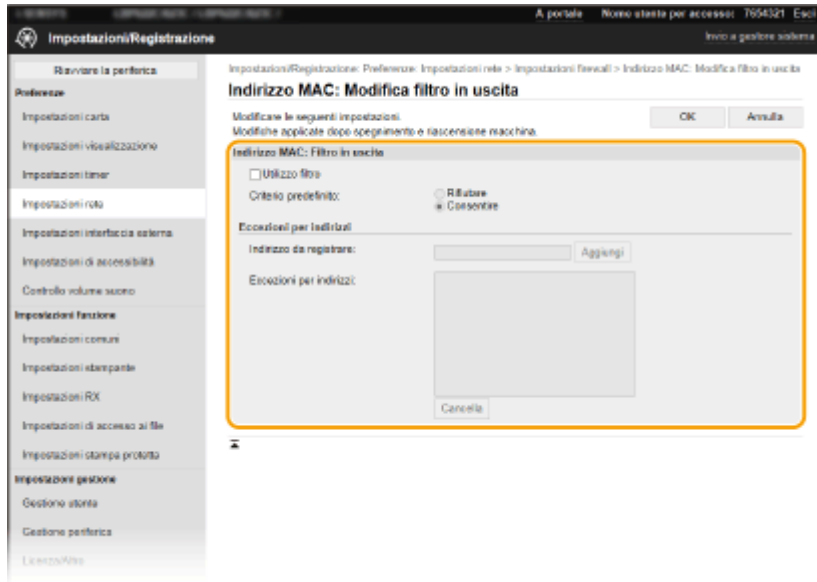 A portale Nome utente per accesso: 7654321 Esci
Impostazioni/Registrazione
Invio a gestore sistema
Riavviare la periferica
Preferenze
Impostazioni carta
Impostazioni visualizzazione
Impostazioni timer
Impostazioni rete
Impostazioni interfaccia esterna
Impostazioni di accessibilità
Controllo volume suono
Impostazioni funzione
Impostazioni comuni
Impostazioni stampante
Impostazioni RX
Impostazioni di accesso ai file
Impostazioni stampa protetta
Impostazioni gestione
Gestione utente
Gestione periferica
Licenza/Altro
Impostazioni/Registrazione: Preferenze: Impostazioni rete > Impostazioni firewall > Indirizzo MAC: Modifica filtro in uscita
Indirizzo MAC: Modifica filtro in uscita
Modificare le seguenti impostazioni.
Modifiche applicate dopo spegnimento e riascensione macchina.
OK Annulla
Indirizzo MAC: Filtro in uscita
Utilizzo filtro
Criterio predefinito: Rifiutare
Consentire
Eccezioni per indirizzi
Indirizzo da registrare: Aggiungi
Eccezioni per indirizzi:
Cancella